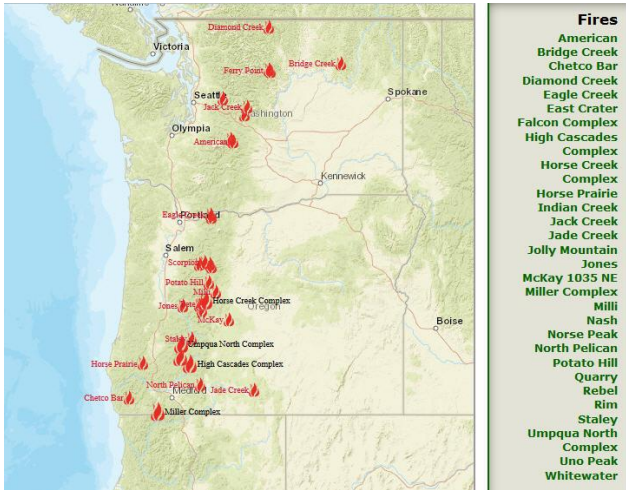 Diamond Creek
Victoria
Bridge Creek
Ferry Point
Spokane
Jack Creek
Olympia
American
Kennewick
Portland
Salem
Scorpion
Potato Hill
Horse Creek Complex
Jones
Oregon
McKay
Boise
Staley
Umpqua North Complex
Horse Prairie
High Cascades Complex
North Pelican
Jade Creek
Medford
Chetco Bar
Miller Complex
Fires
American
Bridge Creek
Chetco Bar
Diamond Creek
Eagle Creek
East Crater
Falcon Complex
High Cascades
Complex
Horse Creek
Complex
Horse Prairie
Indian Creek
Jack Creek
Jade Creek
Jolly Mountain
Jones
McKay 1035 NE
Miller Complex
Milli
Nash
Norse Peak
North Pelican
Potato Hill
Quarry
Rebel
Rim
Staley
Umpqua North
Complex
Uno Peak
Whitewater